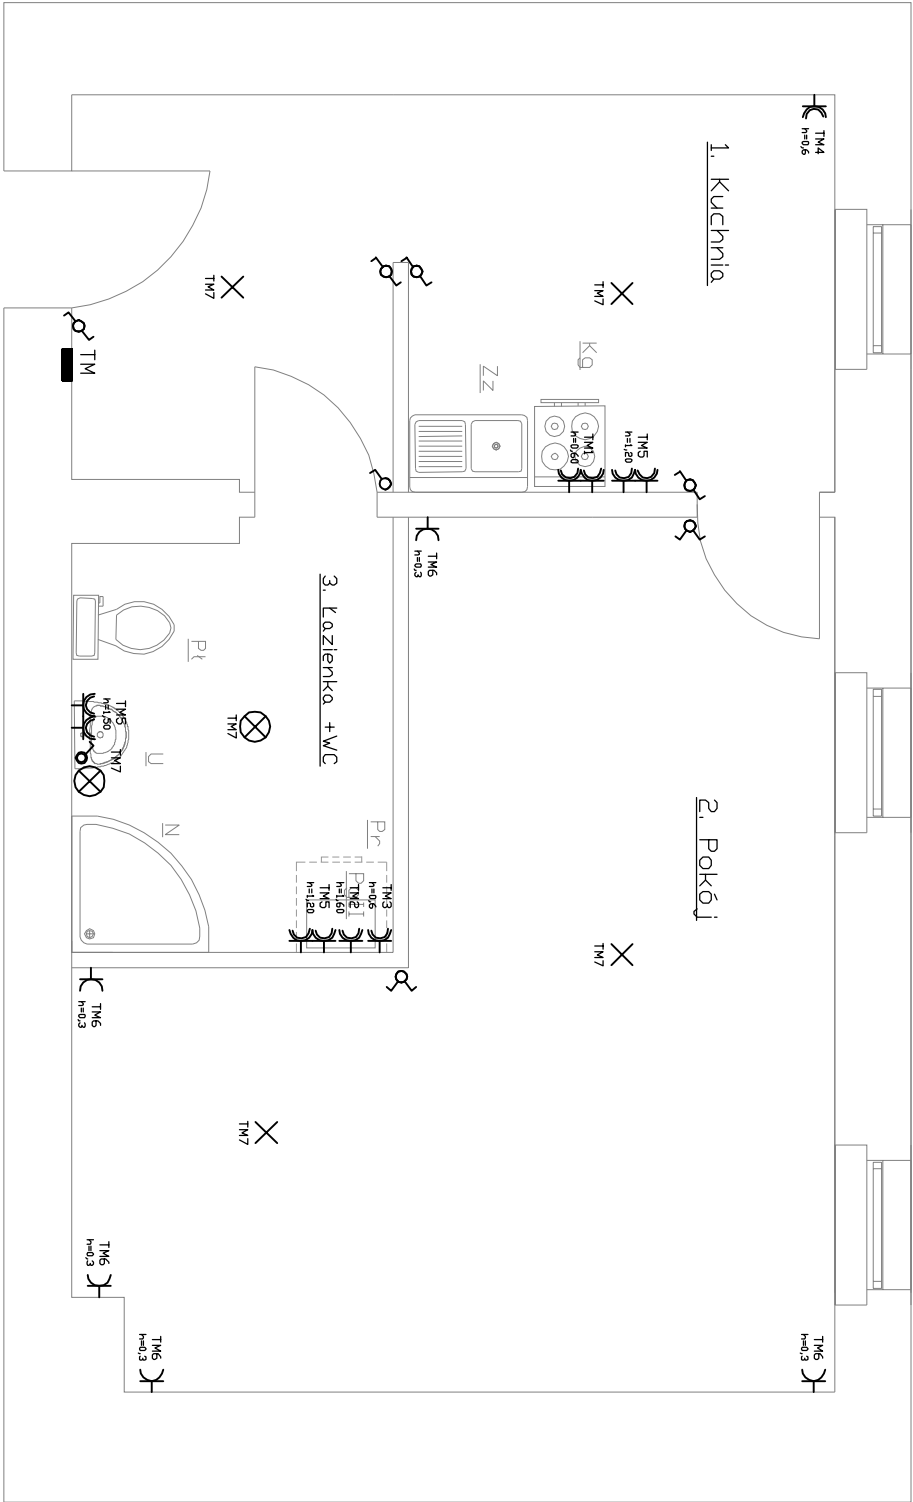 TM4
h=0,6
TM6
h=0,3
1. Kuchnia
2. Pokój
TM5
h=1,20
TM7
TM7
Kg
TM1
h=0,60
Zz
TM6
h=0,3
TM3
h=0,6
Pr
TM2
h=1,60
TM5
h=1,20
3. Łazienka +WC
TM7
TM7
TM7
Pł
N
U
TM6
h=0,3
TM5
h=1,50
TM7
TM6
h=0,3
TM6
h=0,3
TM